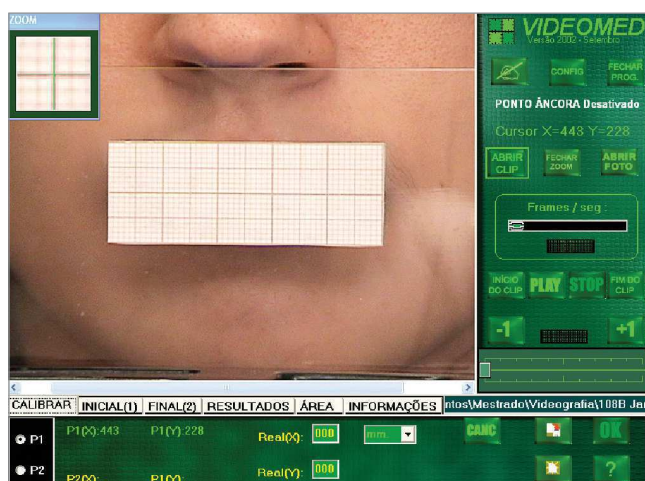 ZOOM
VIDEOMED
Versão 2002 - Setembro
CONFIG
FECHAR PROG.
PONTO ÂNCORA Desativado
Cursor X=443 Y=228
ABRIR CLIP
FECHAR ZOOM
ABRIR FOTO
Frames / seg :
INÍCIO DO CLIP
PLAY
STOP
FIM DO CLIP
-1
+1
CALIBRAR
INICIAL(1)
FINAL(2)
RESULTADOS
ÁREA
INFORMAÇÕES
ntos\Mestrado\Videografia\108B Jan
P1
P1(X):443
P1(Y):228
Real(X):
000
mm.
CANC
OK
P2
P2(X):
P1(Y):
Real(Y):
000
?